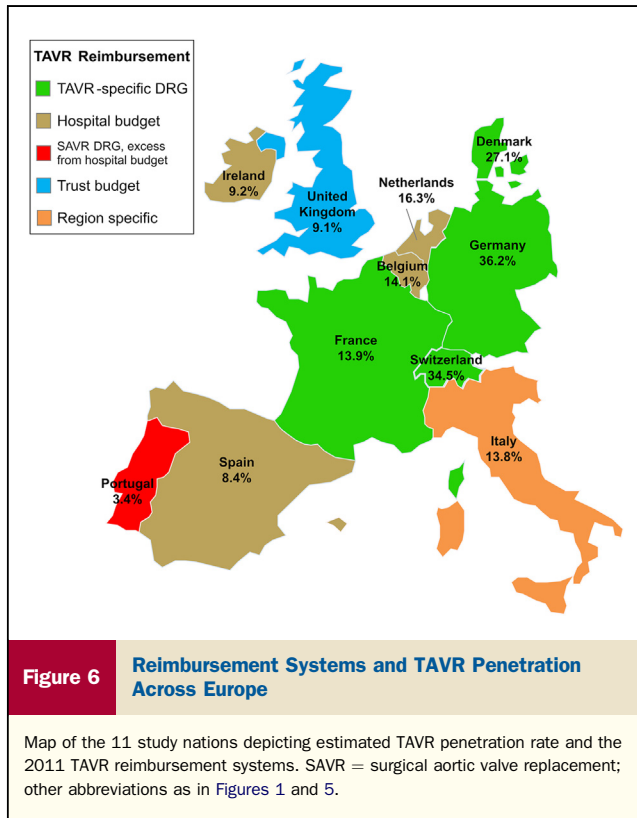 TAVR Reimbursement
TAVR-specific DRG
Hospital budget
SAVR DRG, excess
from hospital budget
Trust budget
Region specific
Denmark
27.1%
Ireland
9.2%
Netherlands
16.3%
United
Kingdom
9.1%
Germany
36.2%
Belgium
14.1%
France
13.9%
Switzerland
34.5%
Italy
13.8%
Spain
8.4%
Portugal
3.4%
Figure 6
Reimbursement Systems and TAVR Penetration
Across Europe
Map of the 11 study nations depicting estimated TAVR penetration rate and the
2011 TAVR reimbursement systems. SAVR = surgical aortic valve replacement;
other abbreviations as in Figures 1 and 5.